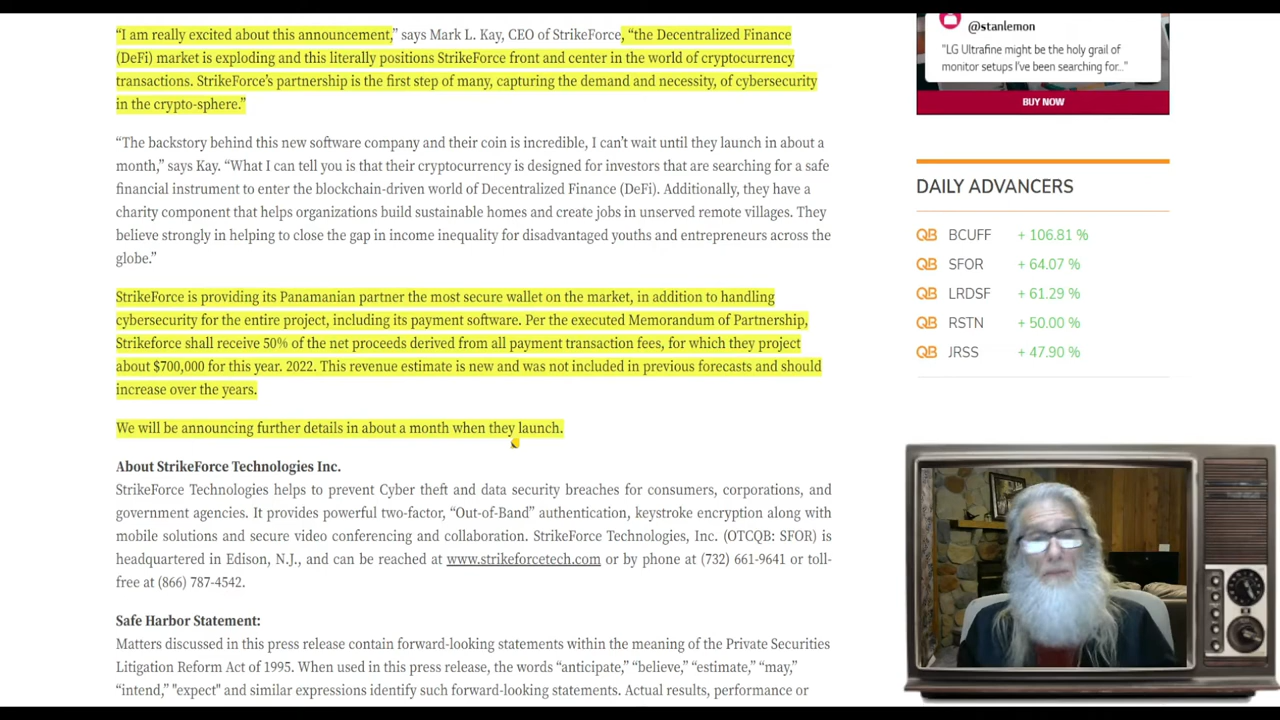 “I am really excited about this announcement,” says Mark L. Kay, CEO of StrikeForce, “the Decentralized Finance
(DeFi) market is exploding and this literally positions StrikeForce front and center in the world of cryptocurrency
transactions. StrikeForce’s partnership is the first step of many, capturing the demand and necessity, of cybersecurity
in the crypto-sphere.”
“The backstory behind this new software company and their coin is incredible, I can’t wait until they launch in about a
month,” says Kay. “What I can tell you is that their cryptocurrency is designed for investors that are searching for a safe
financial instrument to enter the blockchain-driven world of Decentralized Finance (DeFi). Additionally, they have a
charity component that helps organizations build sustainable homes and create jobs in unserved remote villages. They
believe strongly in helping to close the gap in income inequality for disadvantaged youths and entrepreneurs across the
globe.”
StrikeForce is providing its Panamanian partner the most secure wallet on the market, in addition to handling
cybersecurity for the entire project, including its payment software. Per the executed Memorandum of Partnership,
Strikeforce shall receive 50% of the net proceeds derived from all payment transaction fees, for which they project
about $700,000 for this year. 2022. This revenue estimate is new and was not included in previous forecasts and should
increase over the years.
We will be announcing further details in about a month when they launch.
About StrikeForce Technologies Inc.
StrikeForce Technologies helps to prevent Cyber theft and data security breaches for consumers, corporations, and
government agencies. It provides powerful two-factor, “Out-of-Band” authentication, keystroke encryption along with
mobile solutions and secure video conferencing and collaboration. StrikeForce Technologies, Inc. (OTCQB: SFOR) is
headquartered in Edison, N.J., and can be reached at www.strikeforcetech.com or by phone at (732) 661-9641 or toll-
free at (866) 787-4542.
Safe Harbor Statement:
Matters discussed in this press release contain forward-looking statements within the meaning of the Private Securities
Litigation Reform Act of 1995. When used in this press release, the words “anticipate,” “believe,” “estimate,” “may,”
“intend,” "expect" and similar expressions identify such forward-looking statements. Actual results, performance or
@stanlemon
"LG Ultrafine might be the holy grail of
monitor setups I've been searching for..."
BUY NOW
DAILY ADVANCERS
QB BCUFF + 106.81 %
QB SFOR + 64.07 %
QB LRDSF + 61.29 %
QB RSTN + 50.00 %
QB JRSS + 47.90 %